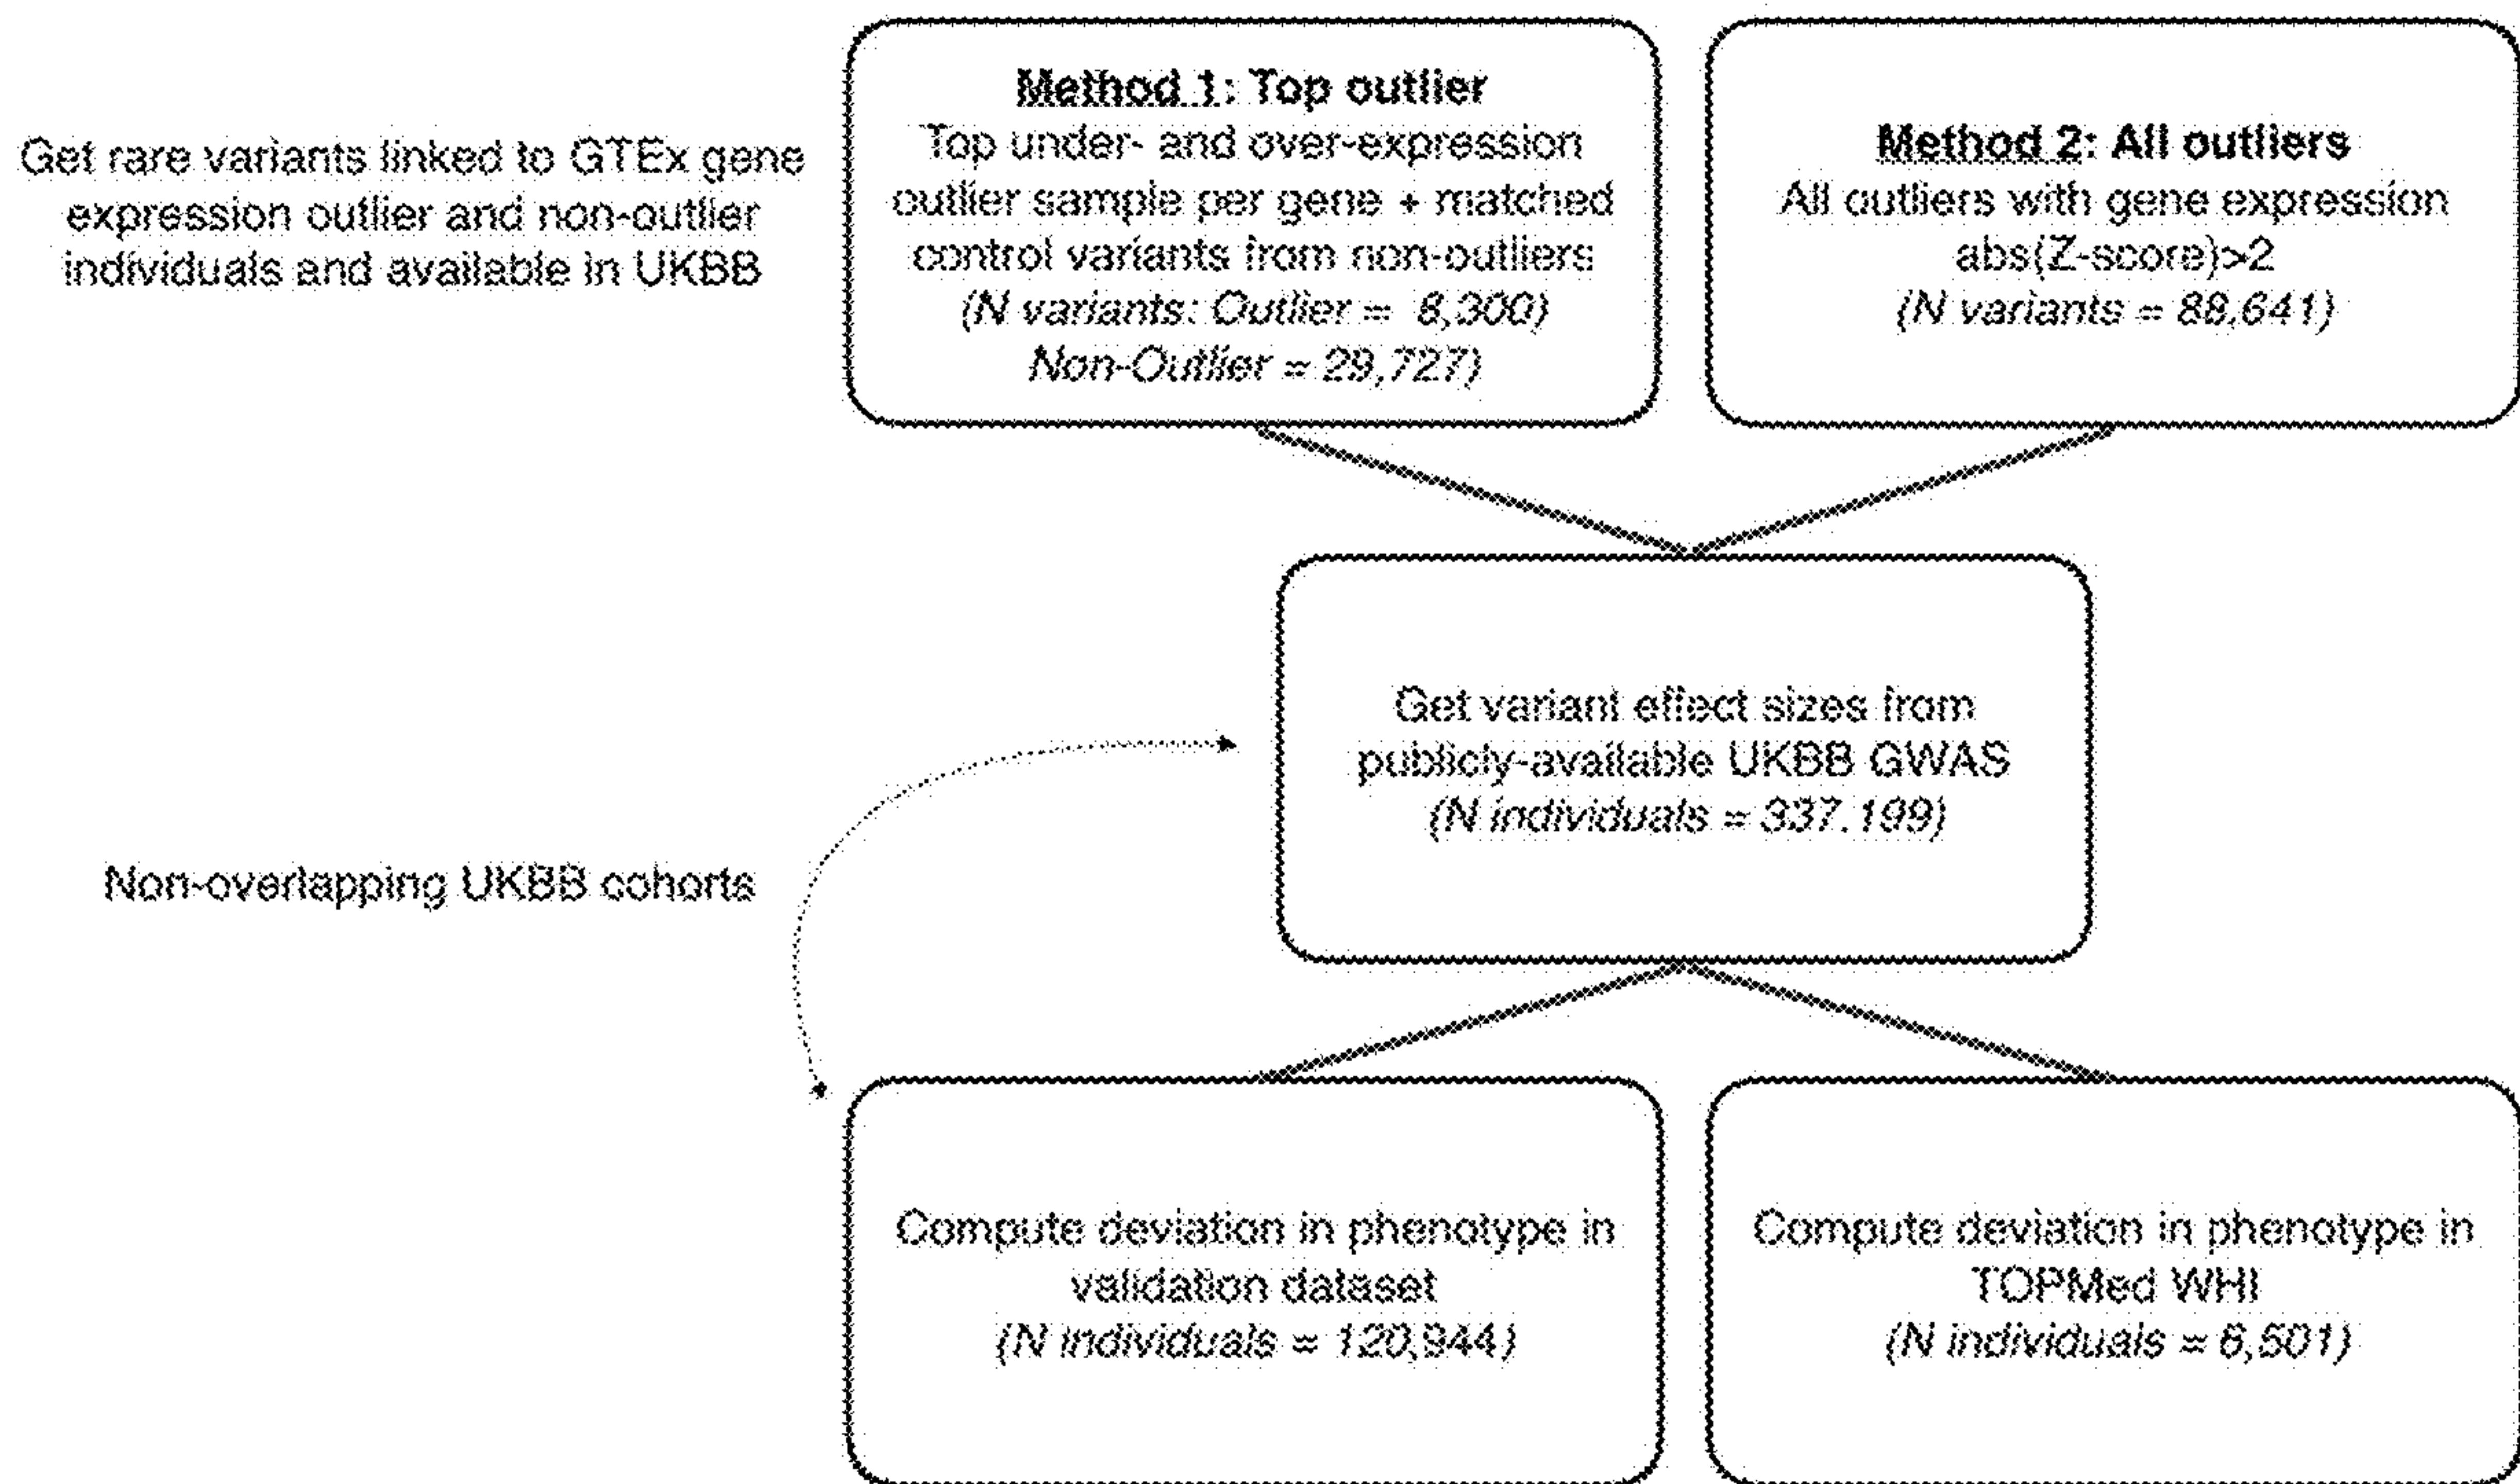 Get rare variants linked to GTEx gene
expression outlier and non-outlier
individuals and available in UKBB
Method 1: Top outlier
Top under- and over-expression
outlier sample per gene + matched
control variants from non-outliers
(N variants: Outlier =
Non-Outlier = 29,727)
Method 2: All outliers
All outliers with gene expression
abs(Z-score)>2
(N variants =
Get variant effect sizes from
publicly-available UKBB GWAS
(N individuals = 337.199)
Non-overlapping UKBB cohorts
Compute deviation in phenotype in
validation dataset
(N individuals = 120,944)
Compute deviation in phenotype in
TOPMed WHI
(N individuals = 6,501)